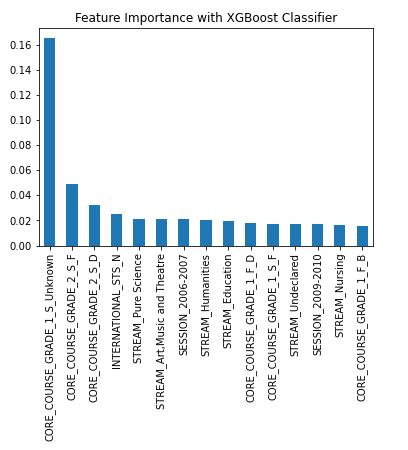 Feature Importance with XGBoost Classifier
0.16
0.14
0.12
0.10
0.08
0.06
0.04
0.02
0.00
CORE_COURSE_GRADE_1_S_Unknown
CORE_COURSE_GRADE_2_S_F
CORE_COURSE_GRADE_2_S_D
INTERNATIONAL_STS_N
STREAM_Pure Science
STREAM_Art,Music and Theatre
SESSION_2006-2007
STREAM_Humanities
STREAM_Education
CORE_COURSE_GRADE_1_F_D
CORE_COURSE_GRADE_1_S_F
STREAM_Undeclared
SESSION_2009-2010
STREAM_Nursing
CORE_COURSE_GRADE_1_F_B